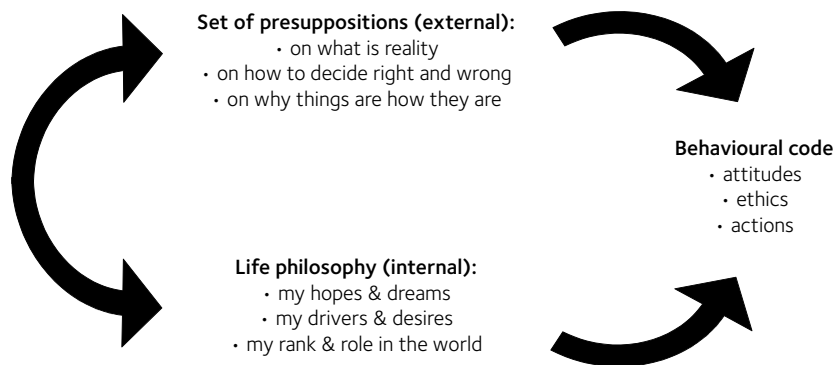 Set of presuppositions (external):
• on what is reality
• on how to decide right and wrong
• on why things are how they are
Behavioural code
• attitudes
• ethics
• actions
Life philosophy (internal):
• my hopes & dreams
• my drivers & desires
• my rank & role in the world